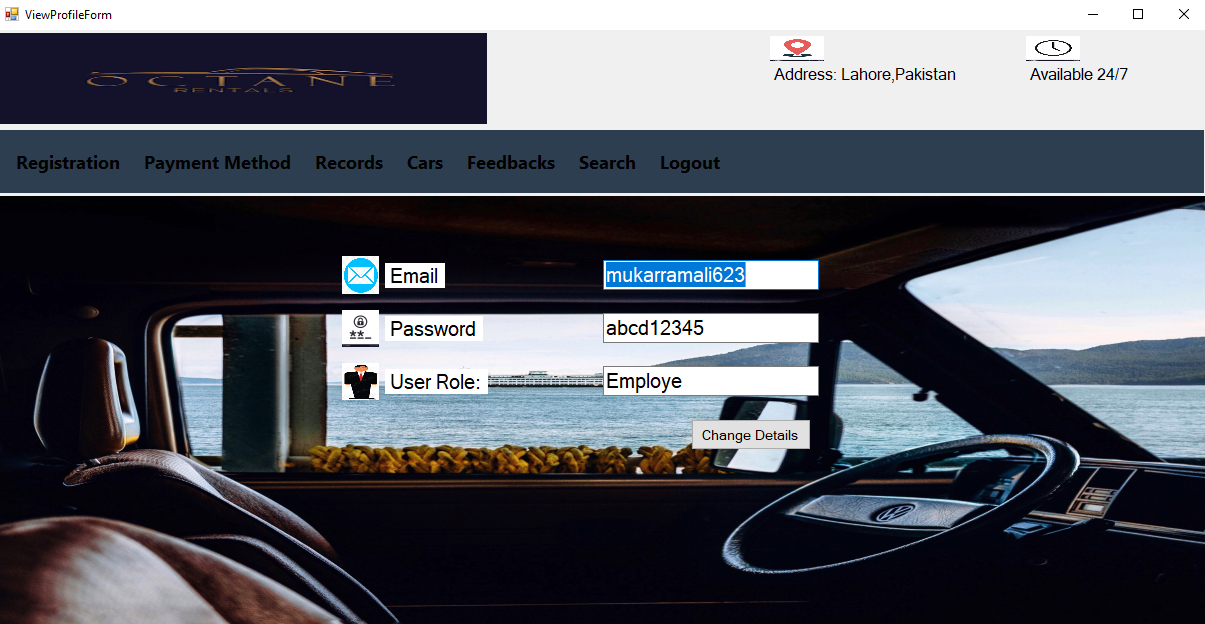 ViewProfileForm
OCTANE
RENTALS
Address: Lahore,Pakistan
Available 24/7
Registration Payment Method Records Cars Feedbacks Search Logout
Email mukarramali623
Password abcd12345
User Role: Employe
Change Details